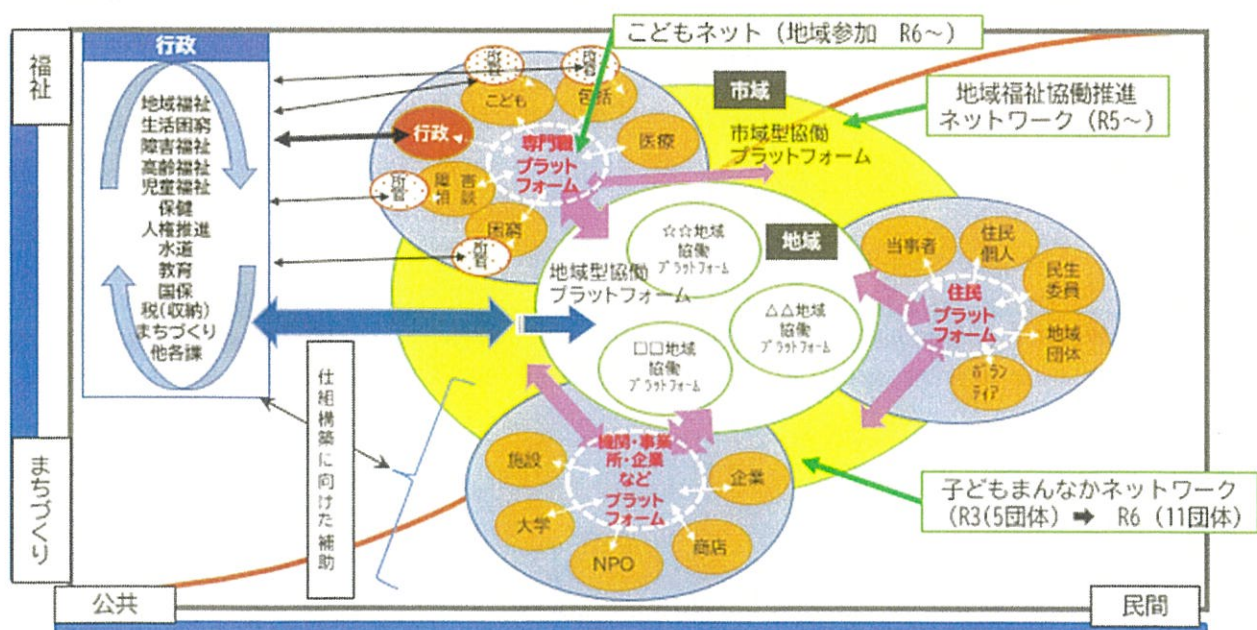 福祉
まちづくり
公共
民間
行政
地域福祉
生活困窮
障害福祉
高齢福祉
児童福祉
保健
人権推進
水道
教育
国保
税(収納)
まちづくり
他各課
仕組構築に向けた補助
こどもネット（地域参加　R6～）
地域福祉協働推進
ネットワーク（R5～）
子どもまんなかネットワーク
（R3(5団体）➡ R6（11団体）
市域
市域型協働
プラットフォーム
地域
地域型協働
プラットフォーム
☆☆地域
協働
プラットフォーム
△△地域
協働
プラットフォーム
□□地域
協働
プラットフォーム
専門職
プラット
フォーム
所管
こども
所管
包括
医療
行政
所管
障害
相談
困窮
所管
住民
プラット
フォーム
当事者
住民
個人
民生
委員
地域
団体
ボラン
ティア
機関・事業
所・企業
など
プラット
フォーム
施設
大学
NPO
商店
企業